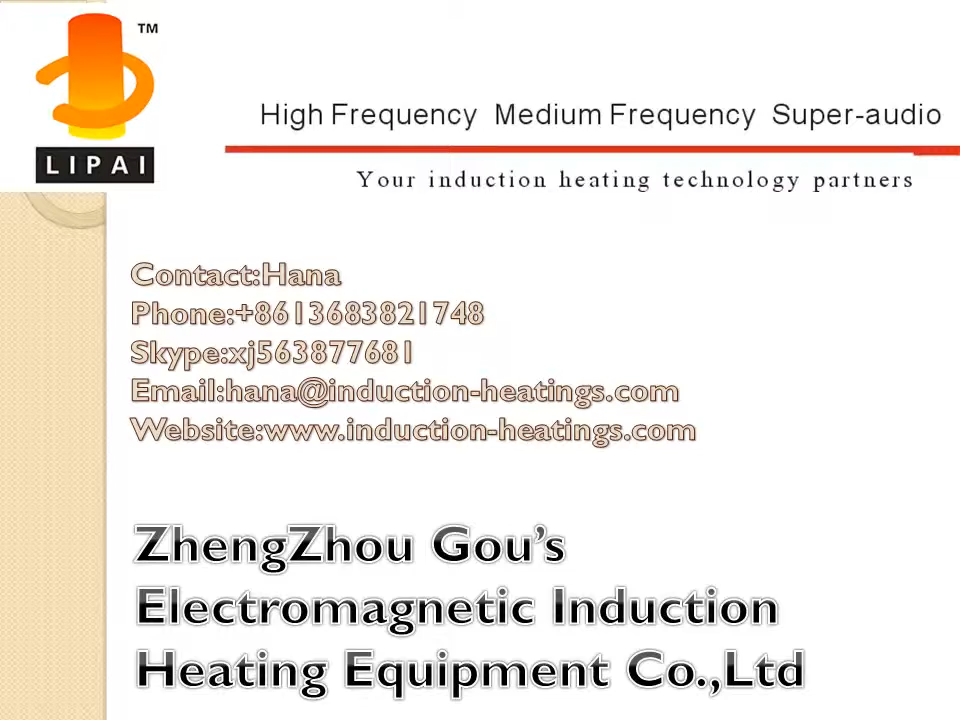 TM
LIPAI
High Frequency Medium Frequency Super-audio
Your induction heating technology partners
Contact:Hana
Phone:+8613683821748
Skype:xj563877681
Email:hana@induction-heatings.com
Website:www.induction-heatings.com
ZhengZhou Gou's
Electromagnetic Induction
Heating Equipment Co.,Ltd